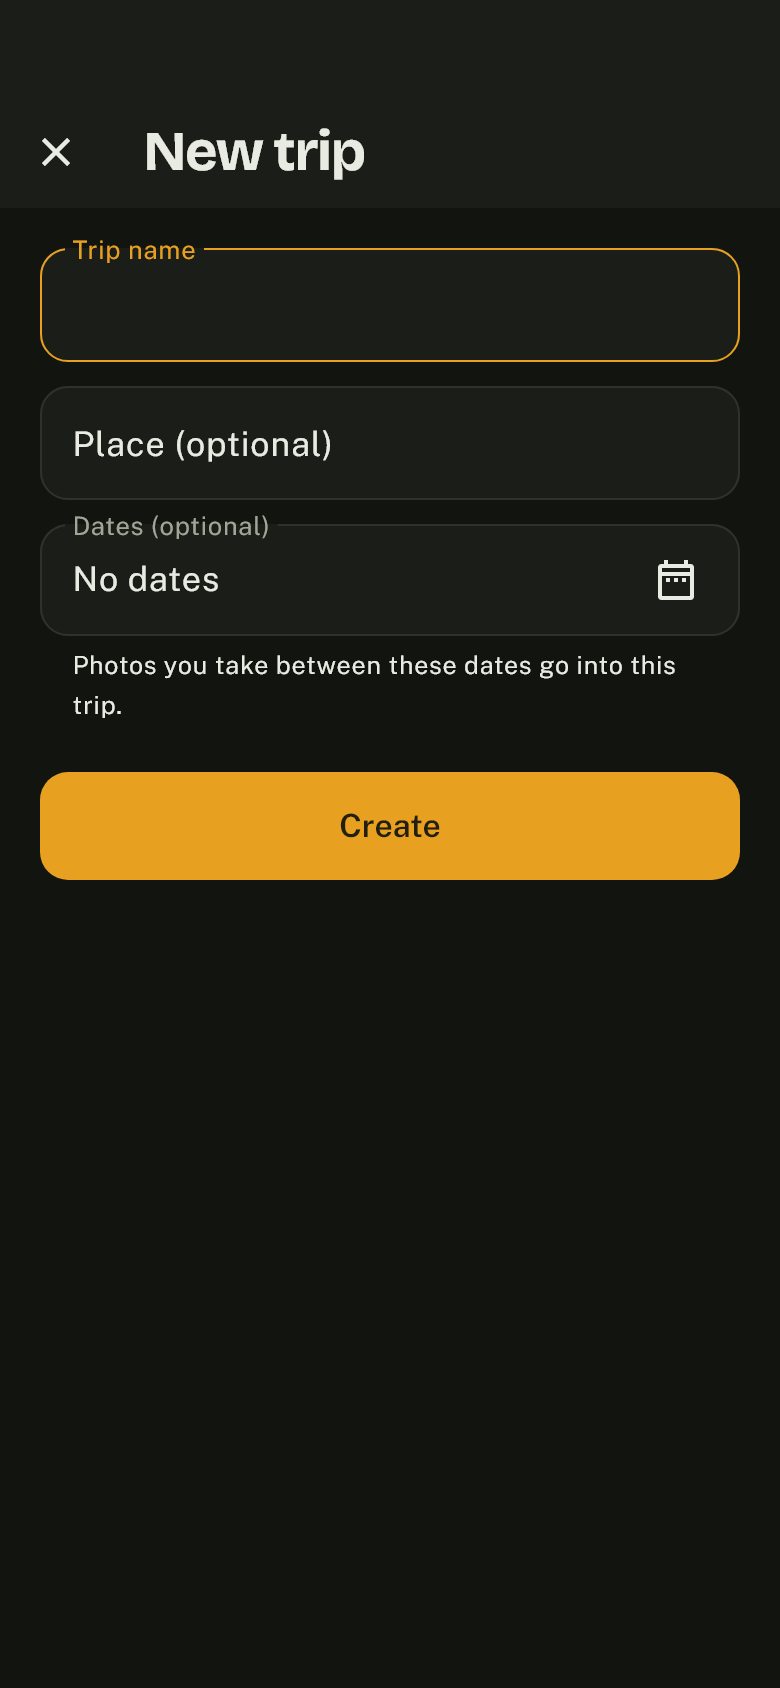 New trip
Trip name
Place (optional)
Dates (optional)
No dates
Photos you take between these dates go into this
trip.
Create